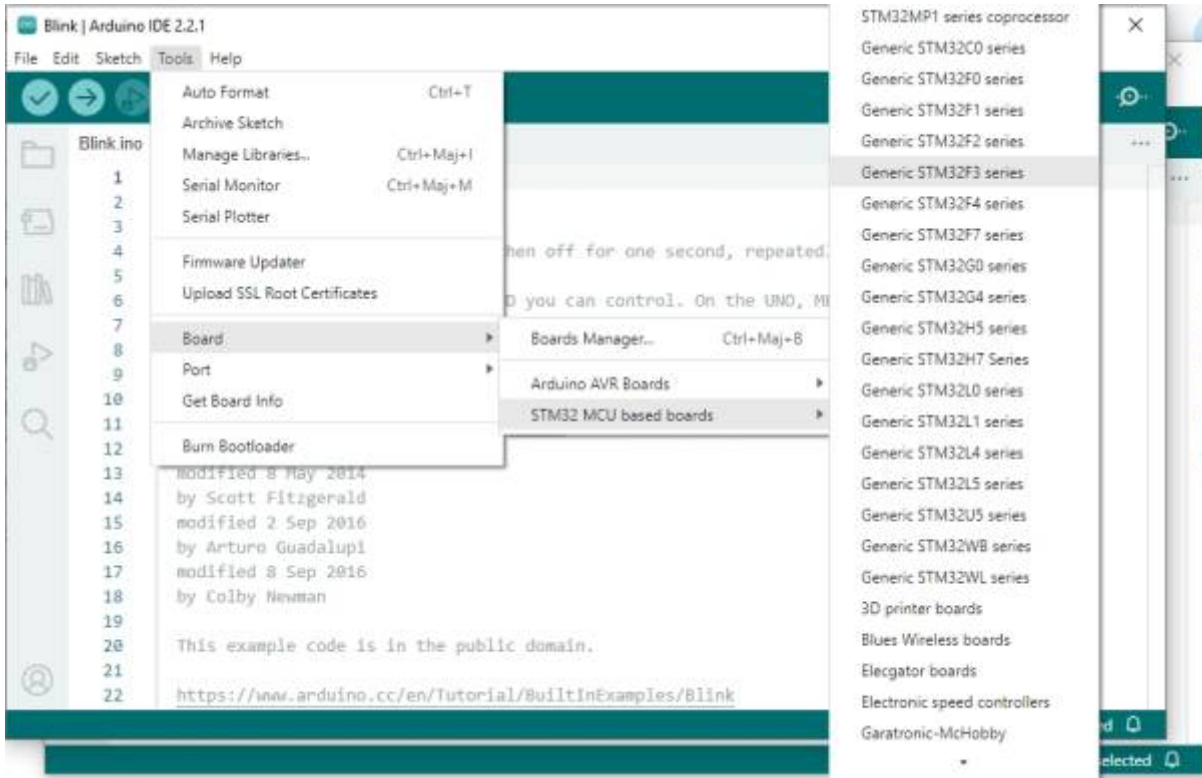 Blink | Arduino IDE 2.2.1
File Edit Sketch Tools Help
Blink.ino
Auto Format Ctrl+T
Archive Sketch
Manage Libraries... Ctrl+Maj+I
Serial Monitor Ctrl+Maj+M
Serial Plotter
Firmware Updater
Upload SSL Root Certificates
Board
Port
Get Board Info
Burn Bootloader
Boards Manager... Ctrl+Maj+B
Arduino AVR Boards
STM32 MCU based boards
STM32MP1 series coprocessor
Generic STM32C0 series
Generic STM32F0 series
Generic STM32F1 series
Generic STM32F2 series
Generic STM32F3 series
Generic STM32F4 series
Generic STM32F7 series
Generic STM32G0 series
Generic STM32G4 series
Generic STM32H5 series
Generic STM32H7 Series
Generic STM32L0 series
Generic STM32L1 series
Generic STM32L4 series
Generic STM32L5 series
Generic STM32U5 series
Generic STM32WB series
Generic STM32WL series
3D printer boards
Blues Wireless boards
Elecgator boards
Electronic speed controllers
Garatronic-McHobby
1
2
3
4 hen off for one second, repeated
5
6 D you can control. On the UNO, M
7
8
9
10
11
12
13 modified 8 May 2014
14 by Scott Fitzgerald
15 modified 2 Sep 2016
16 by Arturo Guadalupi
17 modified 8 Sep 2016
18 by Colby Newman
19
20 This example code is in the public domain.
21
22 https://www.arduino.cc/en/Tutorial/BuiltInExamples/Blink
elected